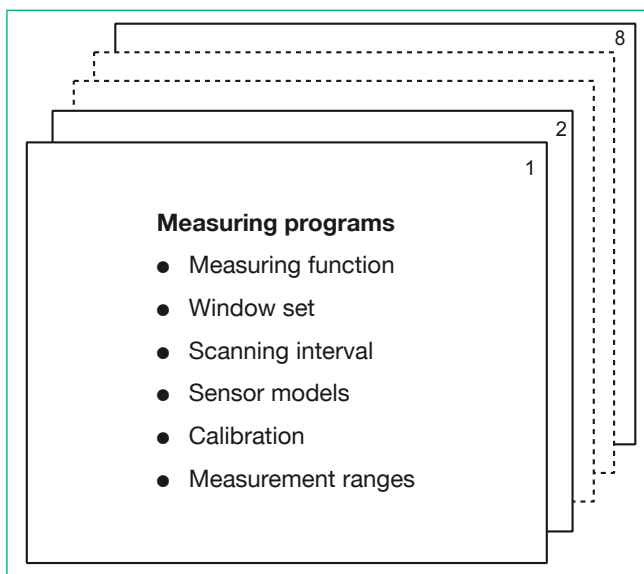 8
2
1
Measuring programs
● Measuring function
● Window set
● Scanning interval
● Sensor models
● Calibration
● Measurement ranges